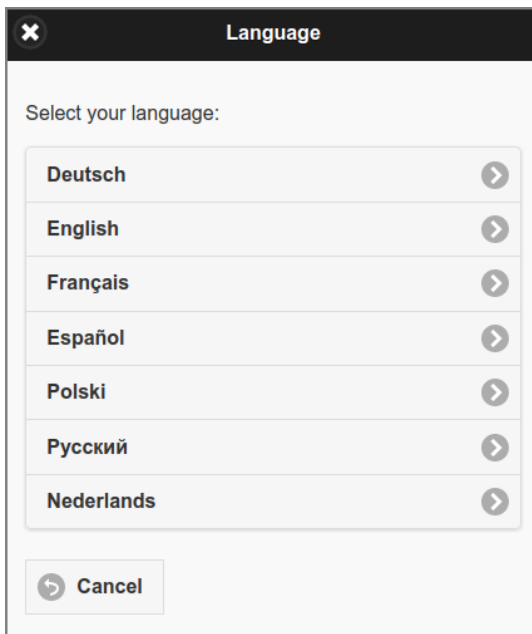 Language
Select your language:
Deutsch
English
Français
Español
Polski
Русский
Nederlands
Cancel